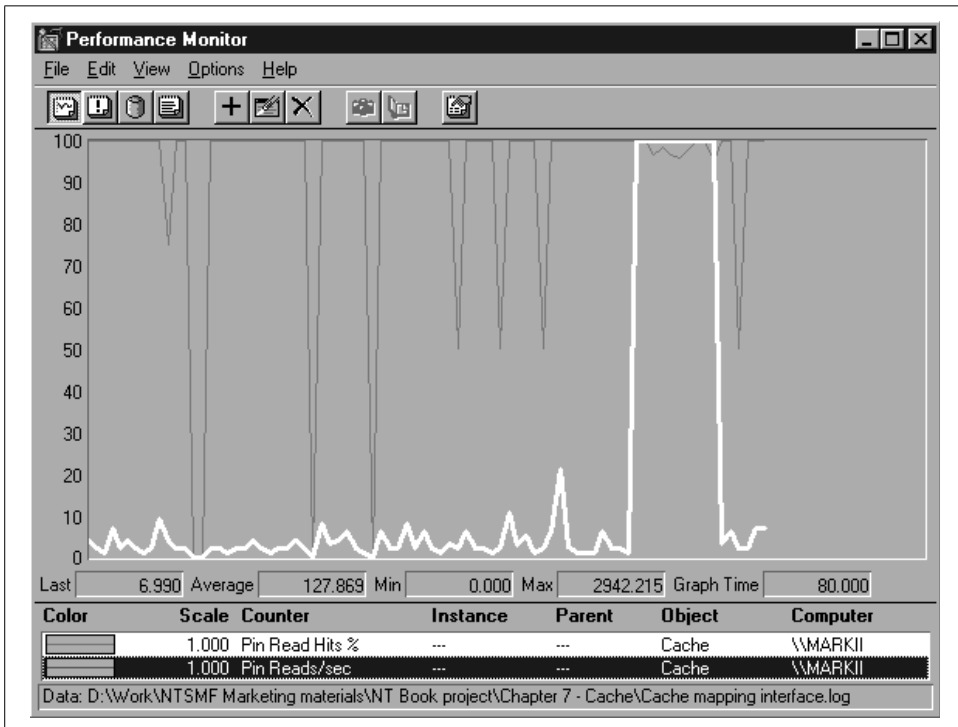 Performance Monitor
File Edit View Options Help
100
90
80
70
60
50
40
30
20
10
0
Last 6.990 Average 127.869 Min 0.000 Max 2942.215 Graph Time 80.000
Color Scale Counter Instance Parent Object Computer
1.000 Pin Read Hits % --- --- Cache \\MARKII
1.000 Pin Reads/sec --- --- Cache \\MARKII
Data: D:\Work\NTSMF Marketing materials\NT Book project\Chapter 7 - Cache\Cache mapping interface.log